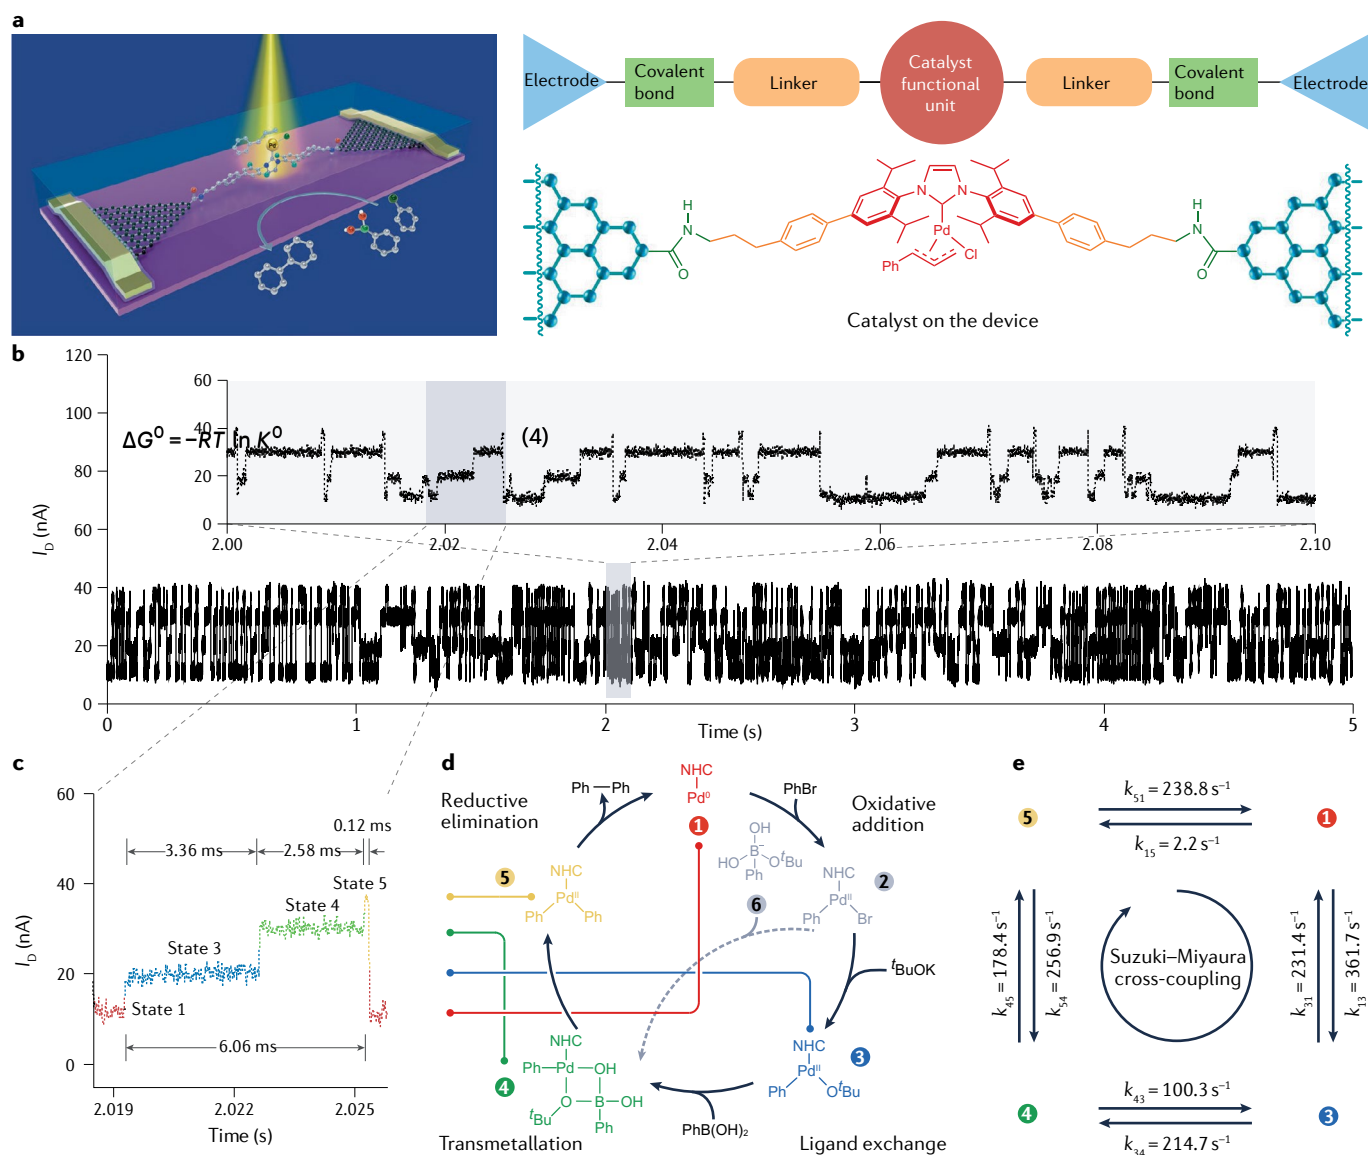 a
Electrode
Covalent
bond
Linker
Catalyst
functional
unit
Linker
Covalent
bond
Electrode
Pd
H
N
O
N
N
Pd
Cl
Ph
H
N
O
Catalyst on the device
b
120
100
80
60
40
20
0
I_D (nA)
60
40
20
0
ΔG⁰ = –RT ln K⁰
(4)
2.00
2.02
2.04
2.06
2.08
2.10
0
1
2
3
4
5
Time (s)
c
60
40
20
0
I_D (nA)
0.12 ms
3.36 ms
2.58 ms
State 5
State 4
State 3
State 1
6.06 ms
2.019
2.022
2.025
Time (s)
d
Reductive
elimination
Ph—Ph
NHC
Pd⁰
1
PhBr
Oxidative
addition
OH
B⁻
HO
OᵗBu
Ph
6
2
NHC
Pdᴵᴵ
Ph
Br
5
NHC
Pdᴵᴵ
Ph
Ph
ᵗBuOK
NHC
Ph
Pd
OH
O
B
OH
ᵗBu
Ph
4
Transmetallation
PhB(OH)₂
NHC
3
Pdᴵᴵ
Ph
OᵗBu
Ligand exchange
e
5
k₅₁ = 238.8 s⁻¹
1
k₁₅ = 2.2 s⁻¹
k₄₅ = 178.4 s⁻¹
k₅₄ = 256.9 s⁻¹
Suzuki–Miyaura
cross-coupling
k₃₁ = 231.4 s⁻¹
k₁₃ = 361.7 s⁻¹
4
k₄₃ = 100.3 s⁻¹
3
k₃₄ = 214.7 s⁻¹